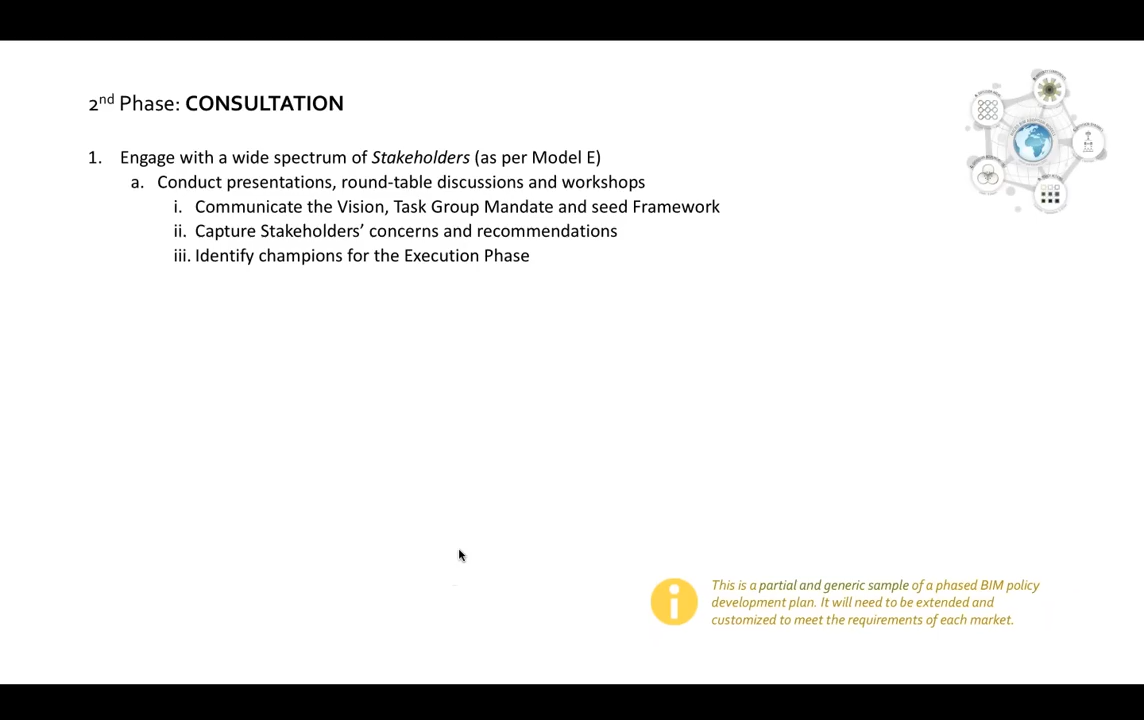 2nd Phase: CONSULTATION
1. Engage with a wide spectrum of Stakeholders (as per Model E)
a. Conduct presentations, round-table discussions and workshops
i. Communicate the Vision, Task Group Mandate and seed Framework
ii. Capture Stakeholders’ concerns and recommendations
iii. Identify champions for the Execution Phase
This is a partial and generic sample of a phased BIM policy
development plan. It will need to be extended and
customized to meet the requirements of each market.